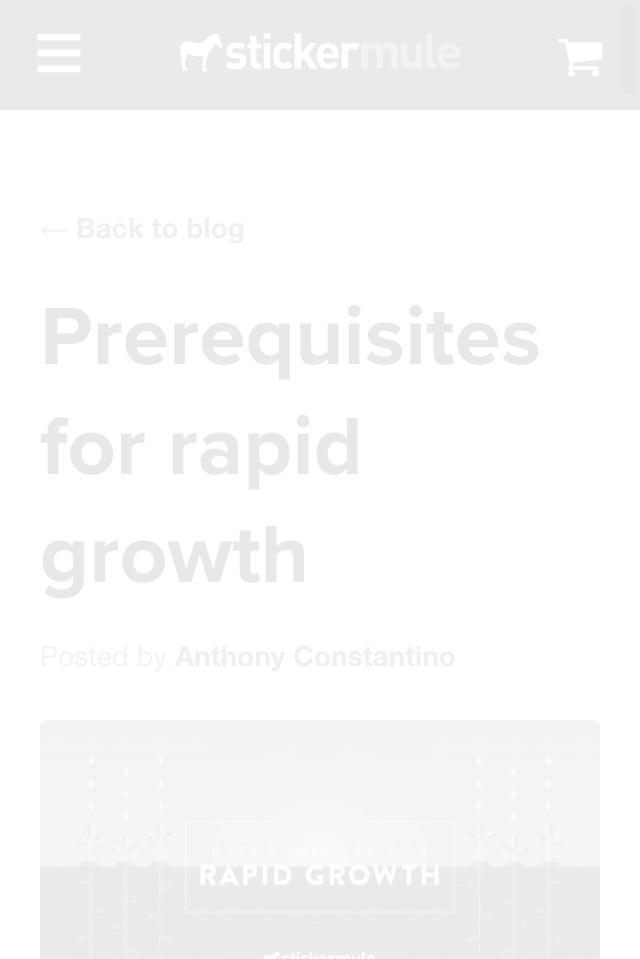 stickermule
← Back to blog
Prerequisites
for rapid
growth
Posted by Anthony Constantino
PREREQUISITES FOR
RAPID GROWTH
stickermule